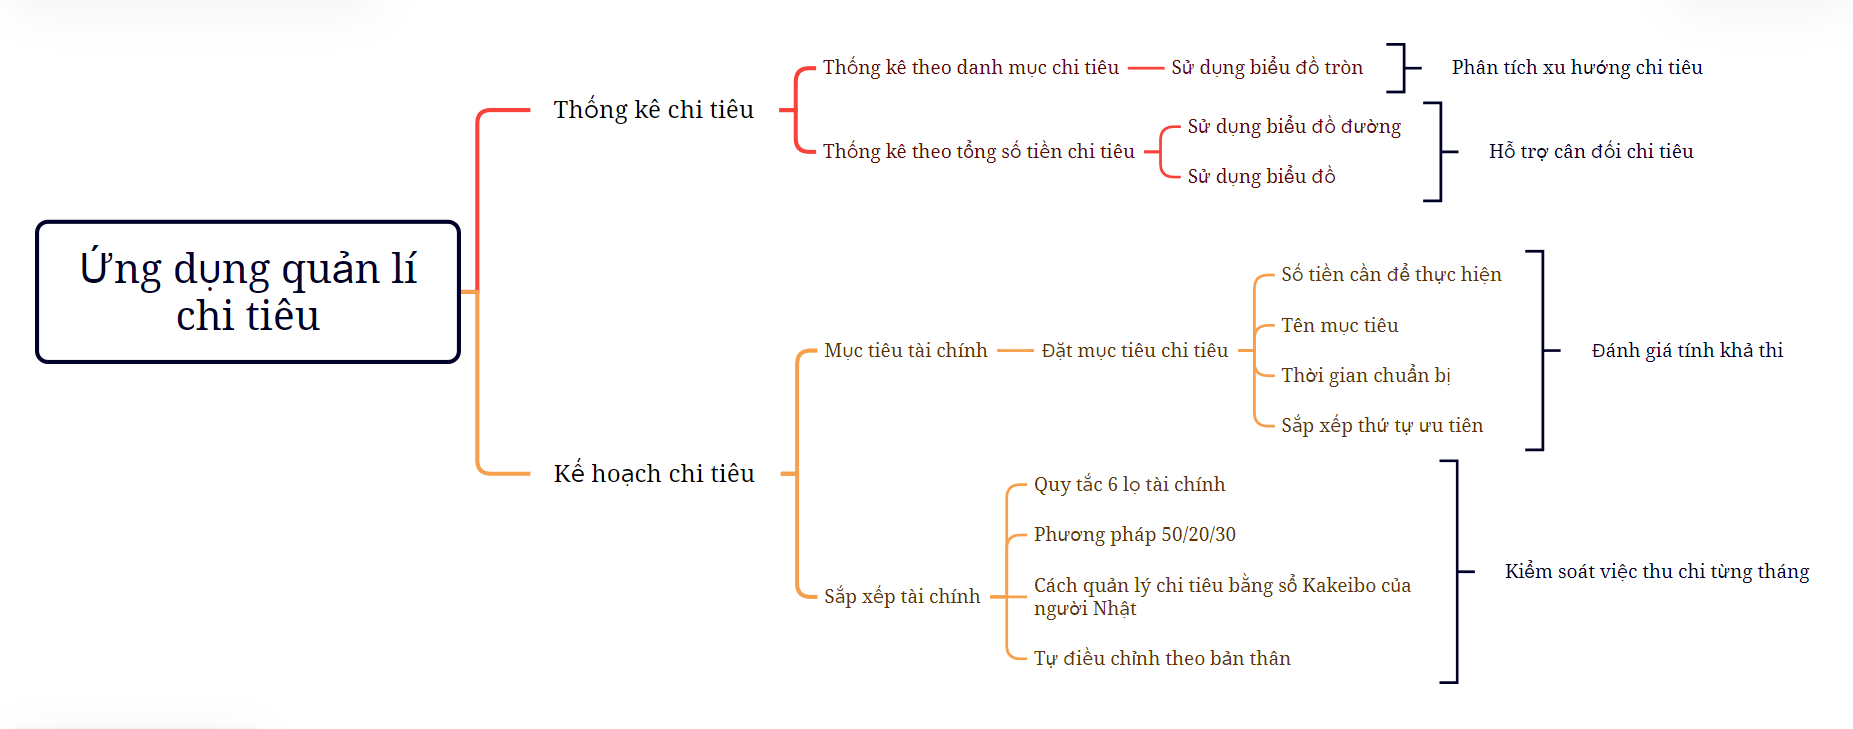 Ứng dụng quản lí
chi tiêu
Thống kê chi tiêu
Thống kê theo danh mục chi tiêu
Sử dụng biểu đồ tròn
Phân tích xu hướng chi tiêu
Thống kê theo tổng số tiền chi tiêu
Sử dụng biểu đồ đường
Sử dụng biểu đồ
Hỗ trợ cân đối chi tiêu
Kế hoạch chi tiêu
Mục tiêu tài chính
Đặt mục tiêu chi tiêu
Số tiền cần để thực hiện
Tên mục tiêu
Thời gian chuẩn bị
Sắp xếp thứ tự ưu tiên
Đánh giá tính khả thi
Sắp xếp tài chính
Quy tắc 6 lọ tài chính
Phương pháp 50/20/30
Cách quản lý chi tiêu bằng sổ Kakeibo của
người Nhật
Tự điều chỉnh theo bản thân
Kiểm soát việc thu chi từng tháng